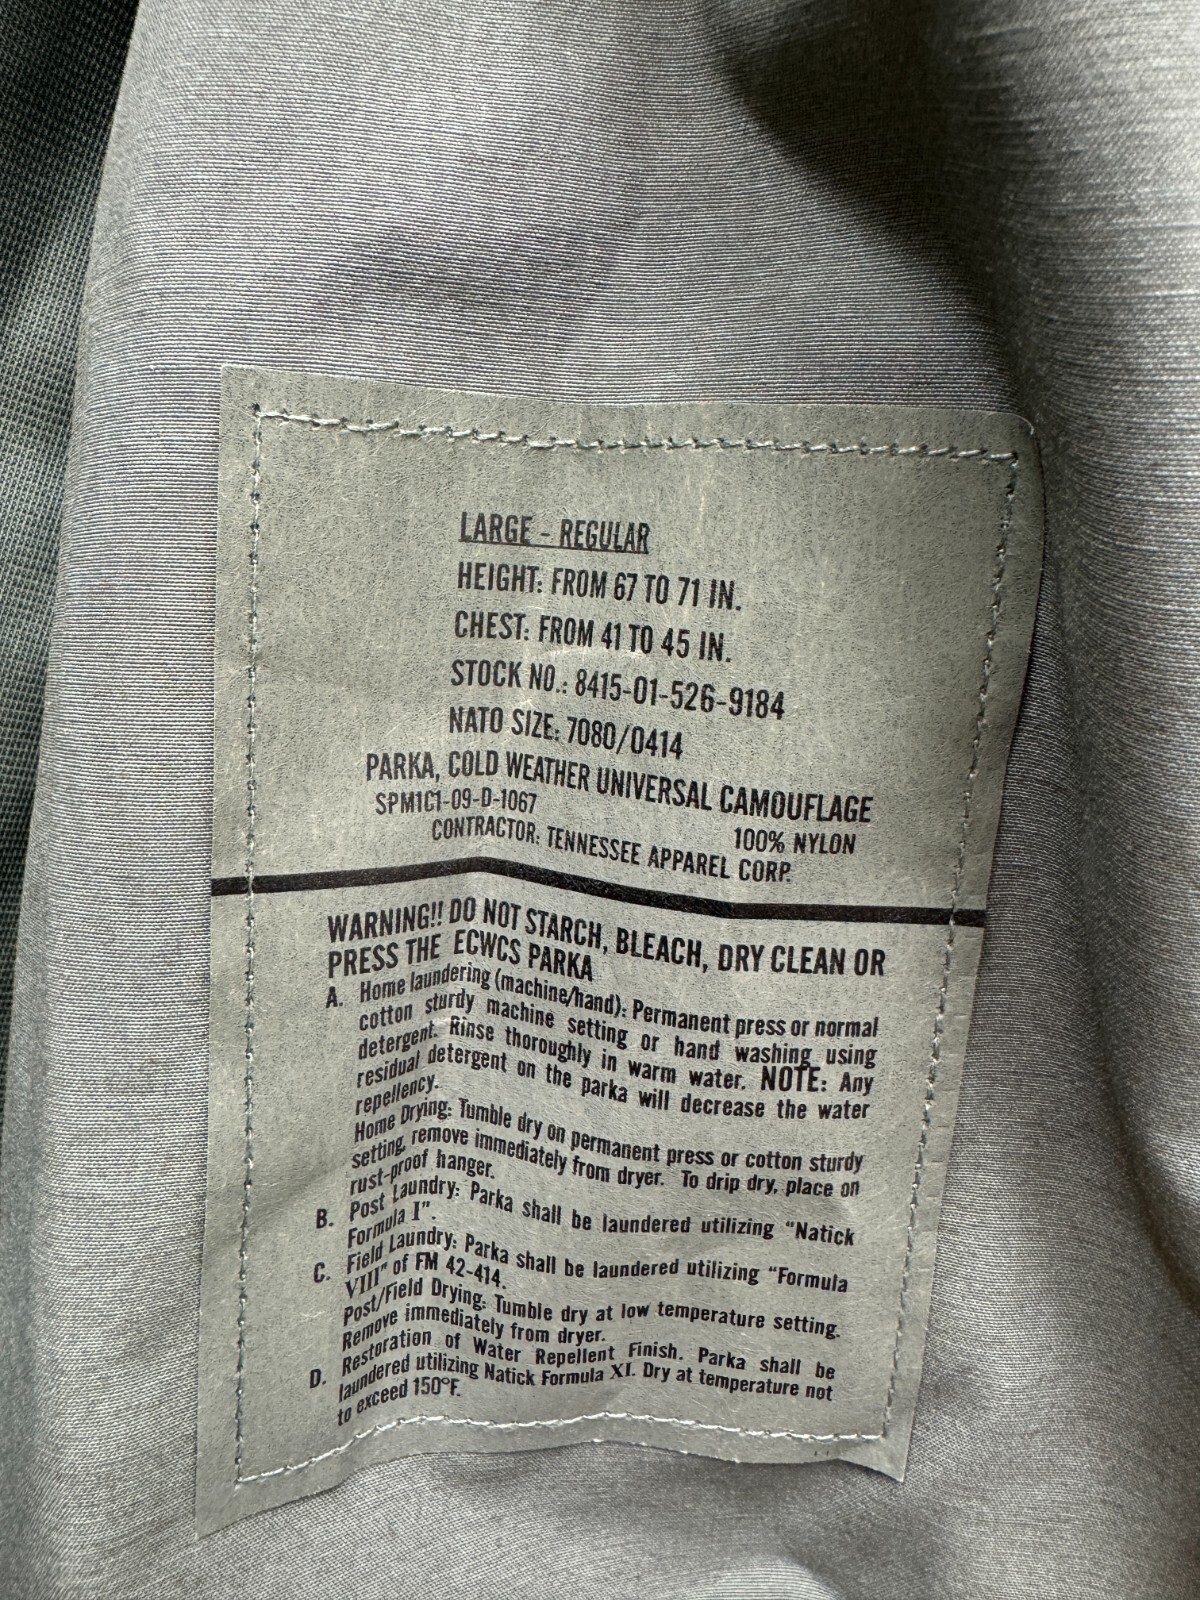 LARGE - REGULAR
HEIGHT: FROM 67 TO 71 IN.
CHEST: FROM 41 TO 45 IN.
STOCK NO.: 8415-01-526-9184
NATO SIZE: 7080/0414
PARKA, COLD WEATHER UNIVERSAL CAMOUFLAGE
SPM1C1-09-D-1067 100% NYLON
CONTRACTOR: TENNESSEE APPAREL CORP.
WARNING!! DO NOT STARCH, BLEACH, DRY CLEAN OR
PRESS THE ECWCS PARKA
A. Home laundering (machine/hand): Permanent press or normal
cotton sturdy machine setting or hand washing using
detergent. Rinse thoroughly in warm water. NOTE: Any
residual detergent on the parka will decrease the water
repellency.
Home Drying: Tumble dry on permanent press or cotton sturdy
setting, remove immediately from dryer. To drip dry, place on
rust-proof hanger.
B. Post Laundry: Parka shall be laundered utilizing "Natick
Formula I".
C. Field Laundry: Parka shall be laundered utilizing "Formula
VIII" of FM 42-414.
Post/Field Drying: Tumble dry at low temperature setting.
Remove immediately from dryer.
D. Restoration of Water Repellent Finish. Parka shall be
laundered utilizing Natick Formula XI. Dry at temperature not
to exceed 150°F.